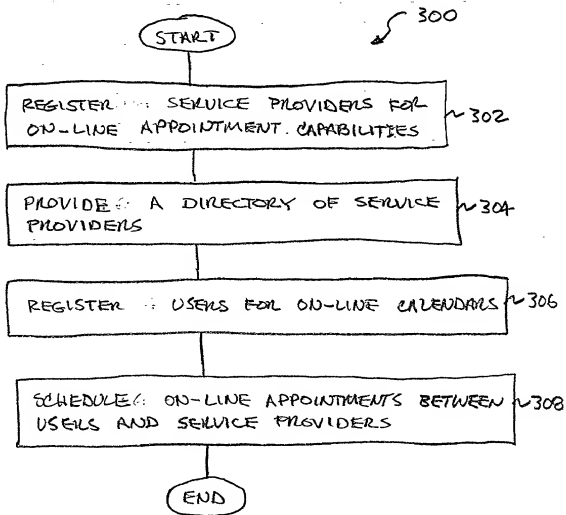 300
START
REGISTER SERVICE PROVIDERS FOR
ON-LINE APPOINTMENT CAPABILITIES
302
PROVIDE A DIRECTORY OF SERVICE
PROVIDERS
304
REGISTER USERS FOR ON-LINE CALENDARS
306
SCHEDULE ON-LINE APPOINTMENTS BETWEEN
USERS AND SERVICE PROVIDERS
308
END